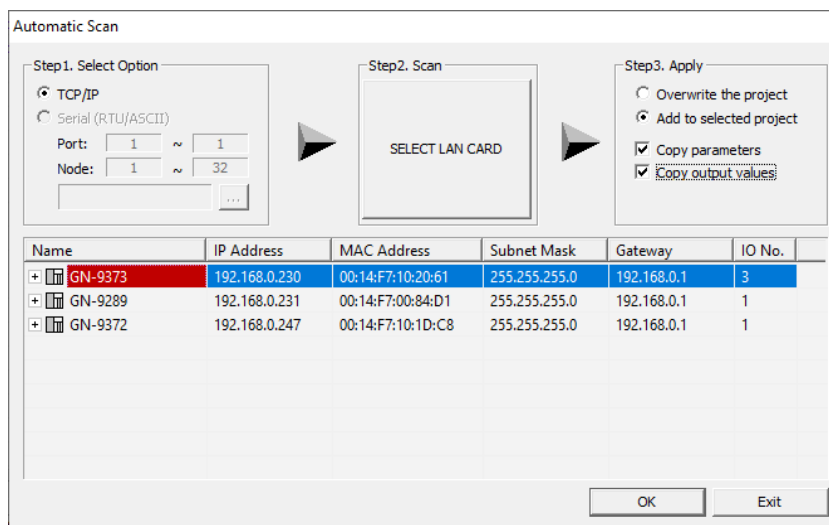 Automatic Scan
Step1. Select Option
TCP/IP
Serial (RTU/ASCII)
Port: 1 ~ 1
Node: 1 ~ 32
...
Step2. Scan
SELECT LAN CARD
Step3. Apply
Overwrite the project
Add to selected project
Copy parameters
Copy output values
Name IP Address MAC Address Subnet Mask Gateway IO No.
GN-9373 192.168.0.230 00:14:F7:10:20:61 255.255.255.0 192.168.0.1 3
GN-9289 192.168.0.231 00:14:F7:00:84:D1 255.255.255.0 192.168.0.1 1
GN-9372 192.168.0.247 00:14:F7:10:1D:C8 255.255.255.0 192.168.0.1 1
OK Exit